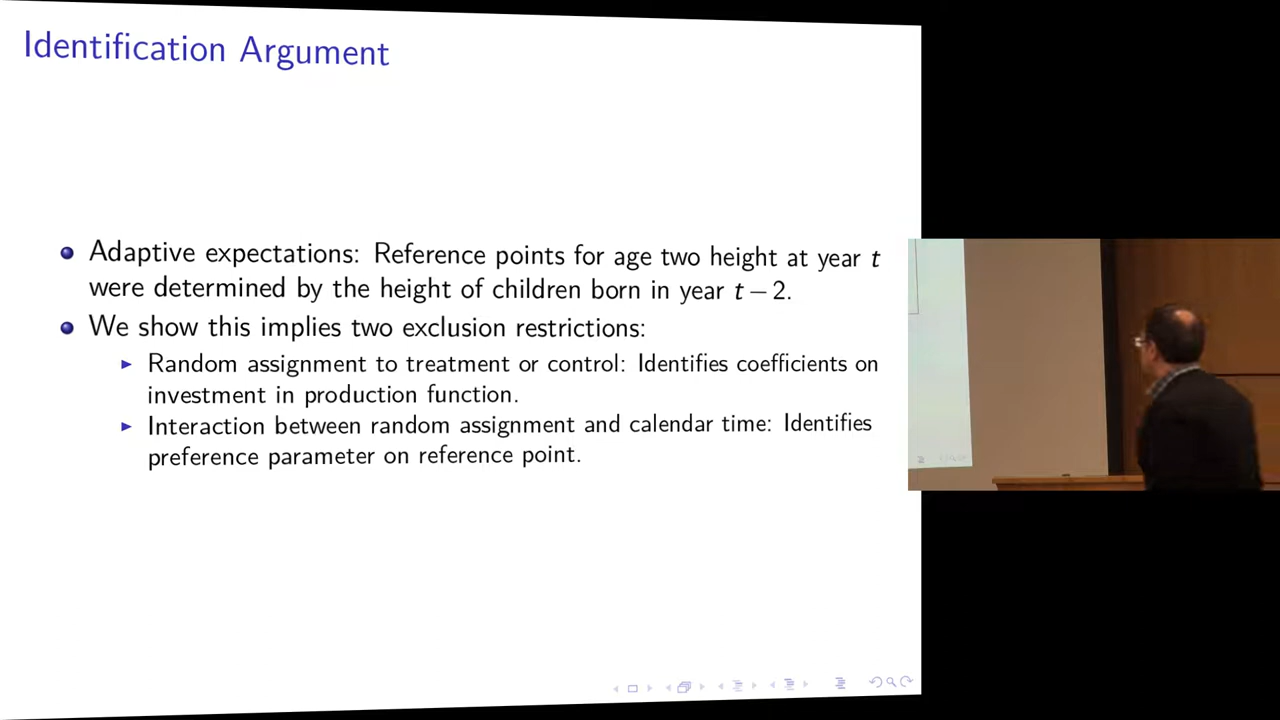 Identification Argument
Adaptive expectations: Reference points for age two height at year t
were determined by the height of children born in year t − 2.
We show this implies two exclusion restrictions:
Random assignment to treatment or control: Identifies coefficients on
investment in production function.
Interaction between random assignment and calendar time: Identifies
preference parameter on reference point.